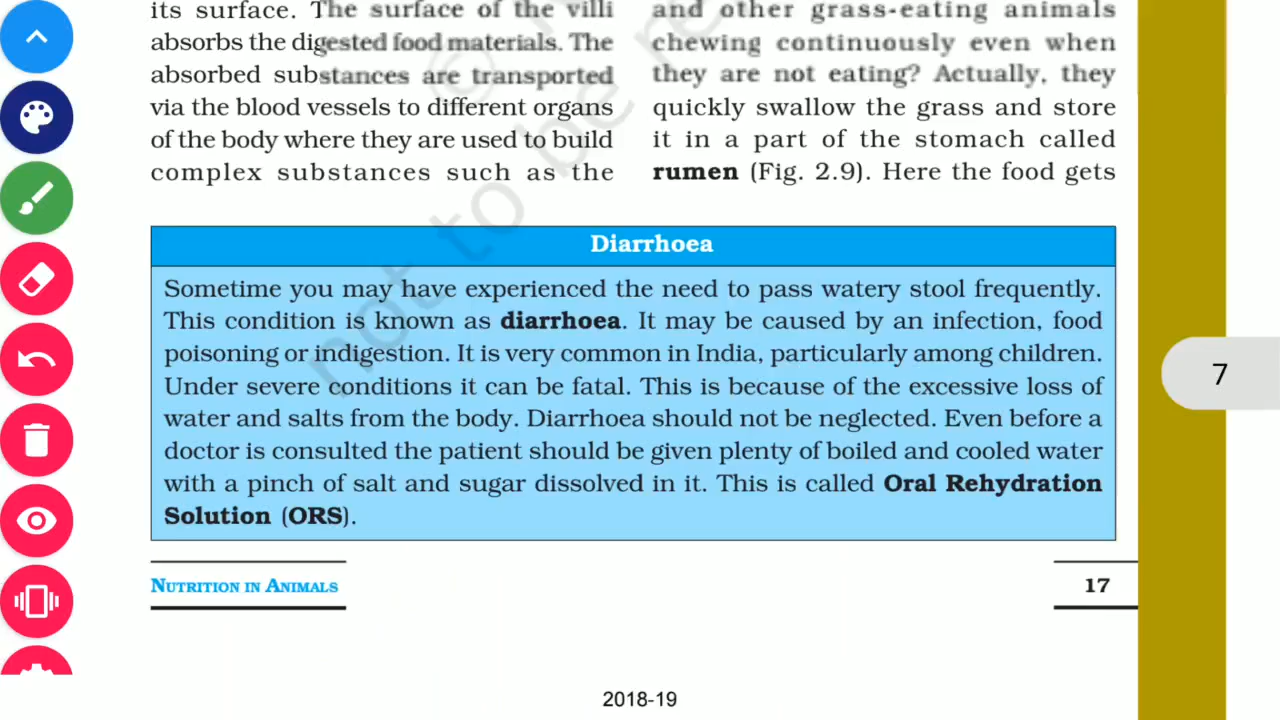 its surface. The surface of the villi
absorbs the digested food materials. The
absorbed substances are transported
via the blood vessels to different organs
of the body where they are used to build
complex substances such as the
and other grass-eating animals
chewing continuously even when
they are not eating? Actually, they
quickly swallow the grass and store
it in a part of the stomach called
rumen (Fig. 2.9). Here the food gets
Diarrhoea
Sometime you may have experienced the need to pass watery stool frequently.
This condition is known as diarrhoea. It may be caused by an infection, food
poisoning or indigestion. It is very common in India, particularly among children.
Under severe conditions it can be fatal. This is because of the excessive loss of
water and salts from the body. Diarrhoea should not be neglected. Even before a
doctor is consulted the patient should be given plenty of boiled and cooled water
with a pinch of salt and sugar dissolved in it. This is called Oral Rehydration
Solution (ORS).
NUTRITION IN ANIMALS
17
2018-19
7
not to be re